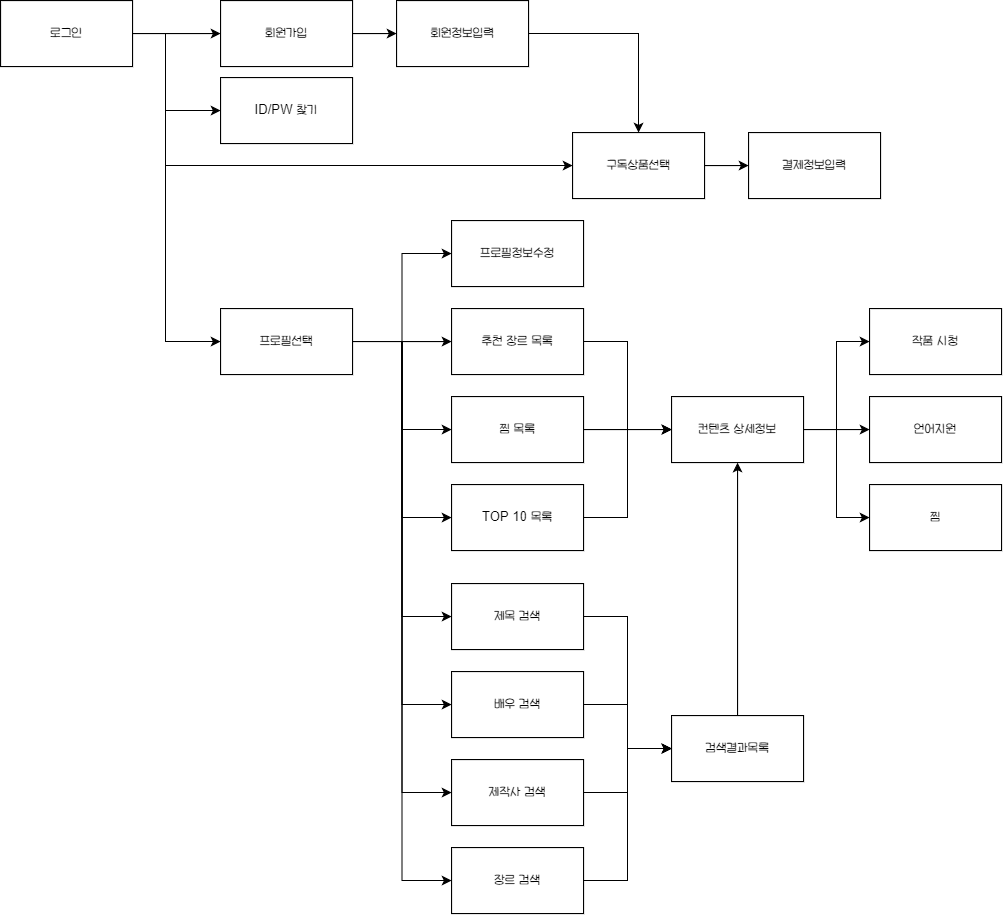 로그인
회원가입
회원정보입력
ID/PW 찾기
구독상품선택
결제정보입력
프로필정보수정
프로필선택
추천 장르 목록
작품 시청
찜 목록
컨텐츠 상세정보
언어지원
TOP 10 목록
찜
제목 검색
배우 검색
검색결과목록
제작사 검색
장르 검색